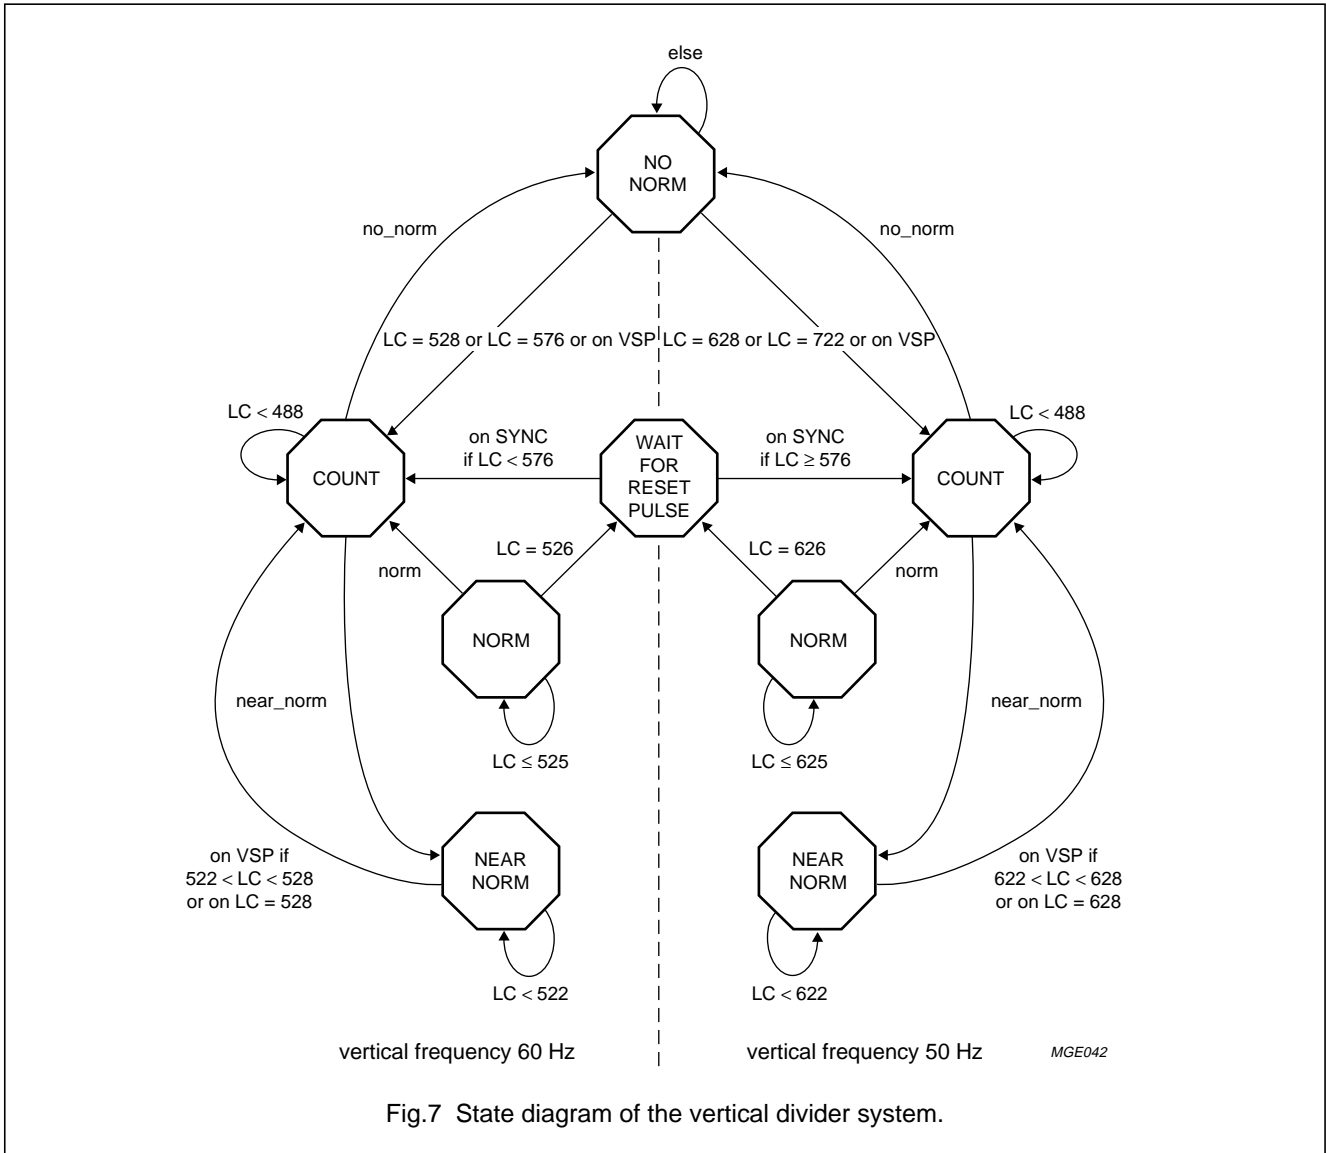 else
NO
NORM
no_norm
no_norm
LC = 528 or LC = 576 or on VSP
LC = 628 or LC = 722 or on VSP
LC < 488
LC < 488
COUNT
on SYNC
if LC < 576
WAIT
FOR
RESET
PULSE
on SYNC
if LC ≥ 576
COUNT
LC = 526
LC = 626
norm
norm
NORM
NORM
near_norm
near_norm
LC ≤ 525
LC ≤ 625
on VSP if
522 < LC < 528
or on LC = 528
NEAR
NORM
NEAR
NORM
on VSP if
622 < LC < 628
or on LC = 628
LC < 522
LC < 622
vertical frequency 60 Hz
vertical frequency 50 Hz
MGE042
Fig.7 State diagram of the vertical divider system.